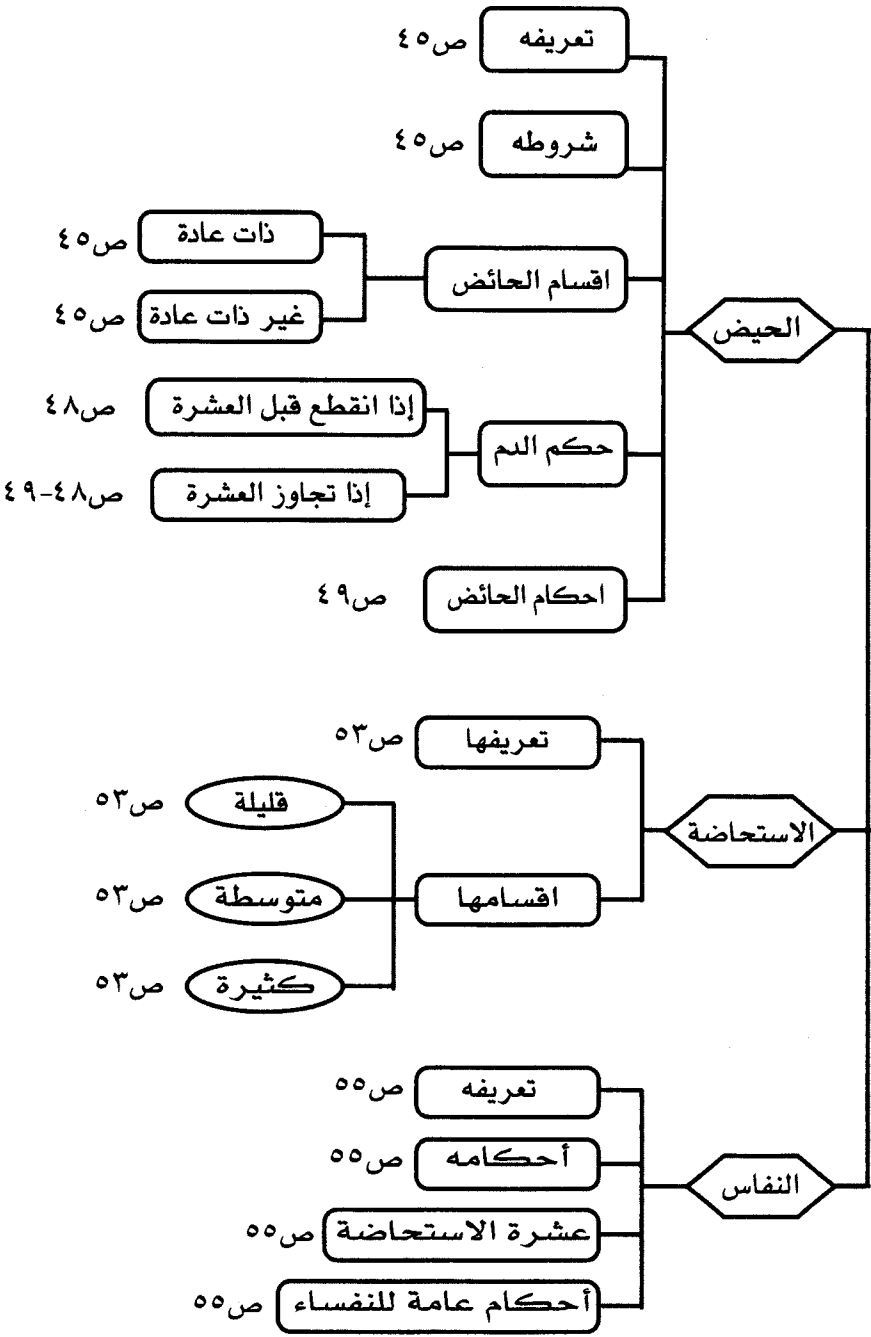 الحيض
تعريفه
ص٤٥
شروطه
ص٤٥
اقسام الحائض
ذات عادة
ص٤٥
غير ذات عادة
ص٤٥
حكم الدم
إذا انقطع قبل العشرة
ص٤٨
إذا تجاوز العشرة
ص٤٨-٤٩
احكام الحائض
ص٤٩
الاستحاضة
تعريفها
ص٥٣
اقسامها
قليلة
ص٥٣
متوسطة
ص٥٣
كثيرة
ص٥٣
النفاس
تعريفه
ص٥٥
أحكامه
ص٥٥
عشرة الاستحاضة
ص٥٥
أحكام عامة للنفساء
ص٥٥